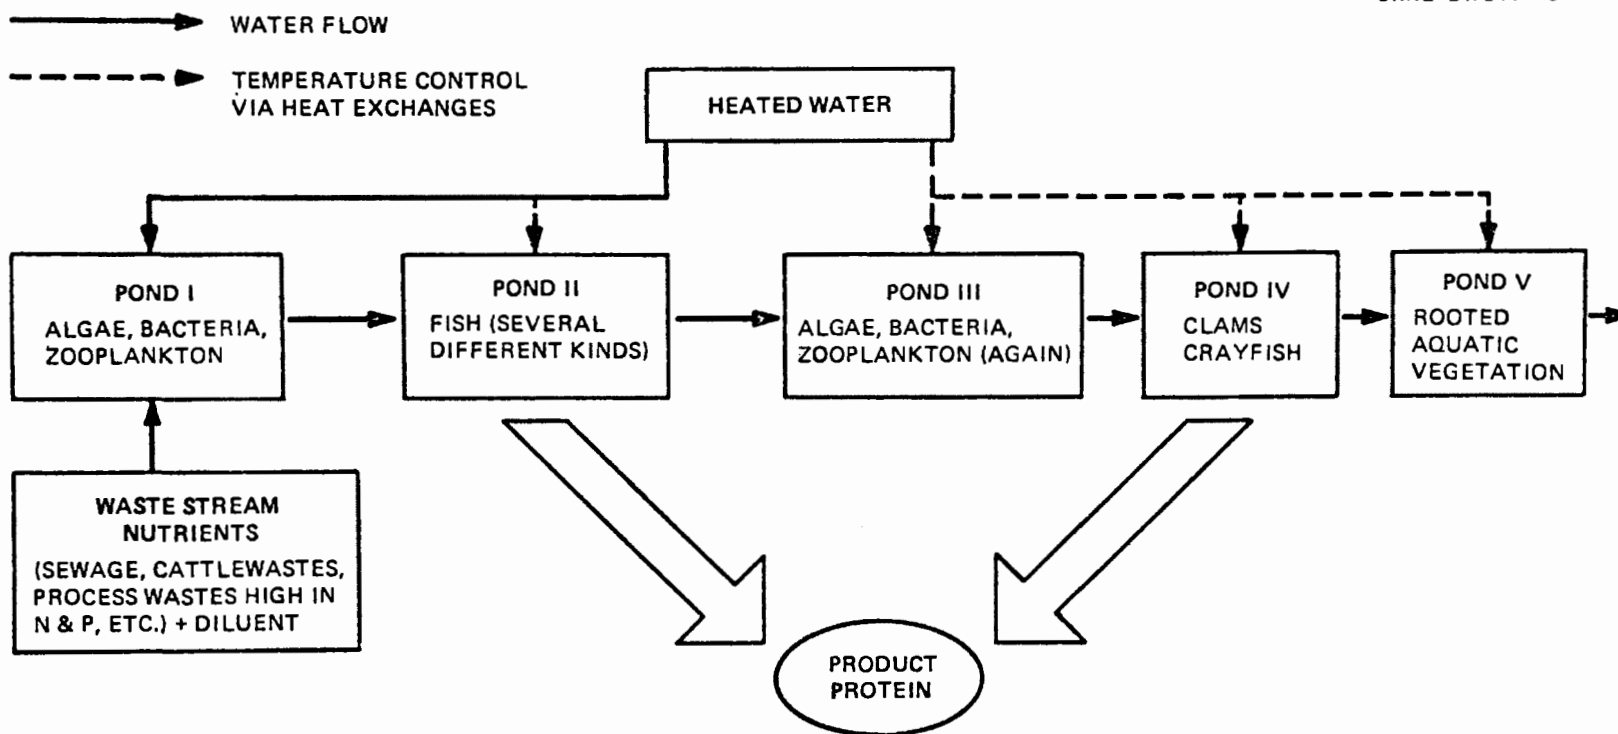 WATER FLOW
TEMPERATURE CONTROL
VIA HEAT EXCHANGES
HEATED WATER
POND I
ALGAE, BACTERIA,
ZOOPLANKTON
POND II
FISH (SEVERAL
DIFFERENT KINDS)
POND III
ALGAE, BACTERIA,
ZOOPLANKTON (AGAIN)
POND IV
CLAMS
CRAYFISH
POND V
ROOTED
AQUATIC
VEGETATION
WASTE STREAM
NUTRIENTS
(SEWAGE, CATTLEWASTES,
PROCESS WASTES HIGH IN
N & P, ETC.) + DILUENT
PRODUCT
PROTEIN